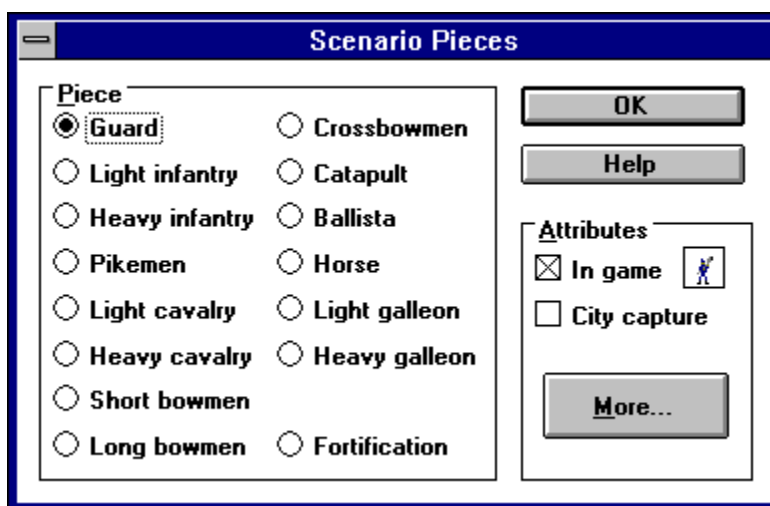 Scenario Pieces
Piece
Guard
Light infantry
Heavy infantry
Pikemen
Light cavalry
Heavy cavalry
Short bowmen
Long bowmen
Crossbowmen
Catapult
Ballista
Horse
Light galleon
Heavy galleon
Fortification
OK
Help
Attributes
In game
City capture
More...